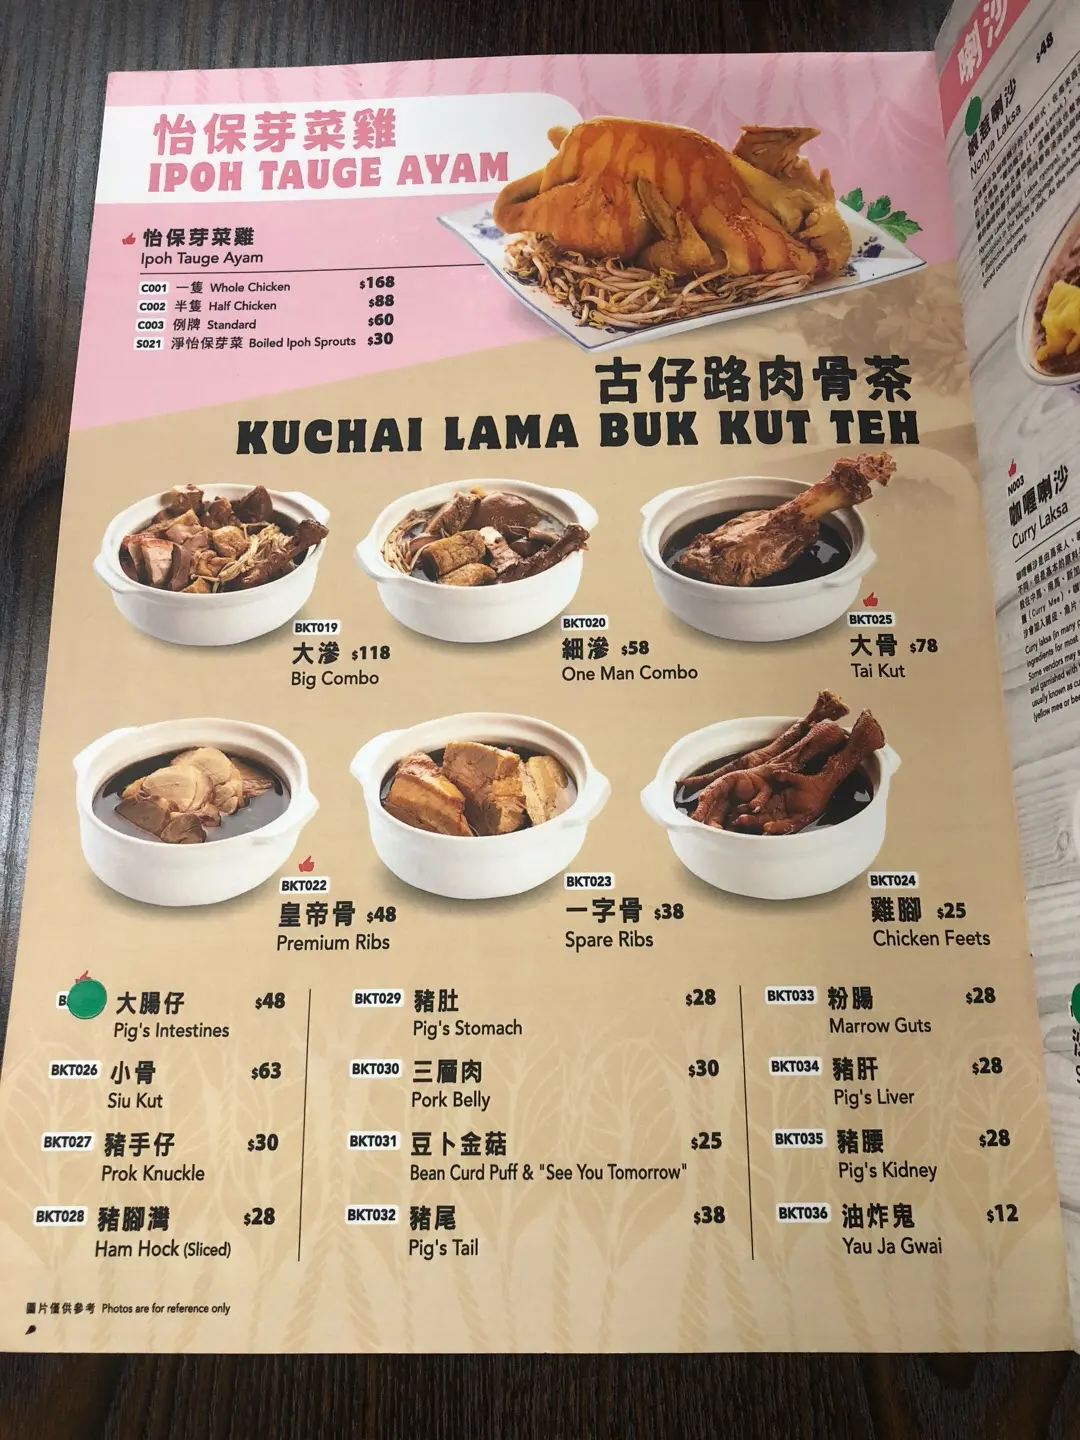 怡保芽菜雞
IPOH TAUGE AYAM
怡保芽菜雞
Ipoh Tauge Ayam
C001 一隻 Whole Chicken $168
C002 半隻 Half Chicken $88
C003 例牌 Standard $60
S021 淨怡保芽菜 Boiled Ipoh Sprouts $30
古仔路肉骨茶
KUCHAI LAMA BUK KUT TEH
BKT019
大滲 $118
Big Combo
BKT020
細滲 $58
One Man Combo
BKT025
大骨 $78
Tai Kut
BKT022
皇帝骨 $48
Premium Ribs
BKT023
一字骨 $38
Spare Ribs
BKT024
雞腳 $25
Chicken Feets
大腸仔 $48
Pig's Intestines
BKT026 小骨 $63
Siu Kut
BKT027 豬手仔 $30
Prok Knuckle
BKT028 豬腳灣 $28
Ham Hock (Sliced)
BKT029 豬肚 $28
Pig's Stomach
BKT030 三層肉 $30
Pork Belly
BKT031 豆卜金菇 $25
Bean Curd Puff & "See You Tomorrow"
BKT032 豬尾 $38
Pig's Tail
BKT033 粉腸 $28
Marrow Guts
BKT034 豬肝 $28
Pig's Liver
BKT035 豬腰 $28
Pig's Kidney
BKT036 油炸鬼 $12
Yau Ja Gwai
圖片僅供參考 Photos are for reference only
喇沙
$48
喇沙
Nonya Laksa
N003
咖喱喇沙
Curry Laksa